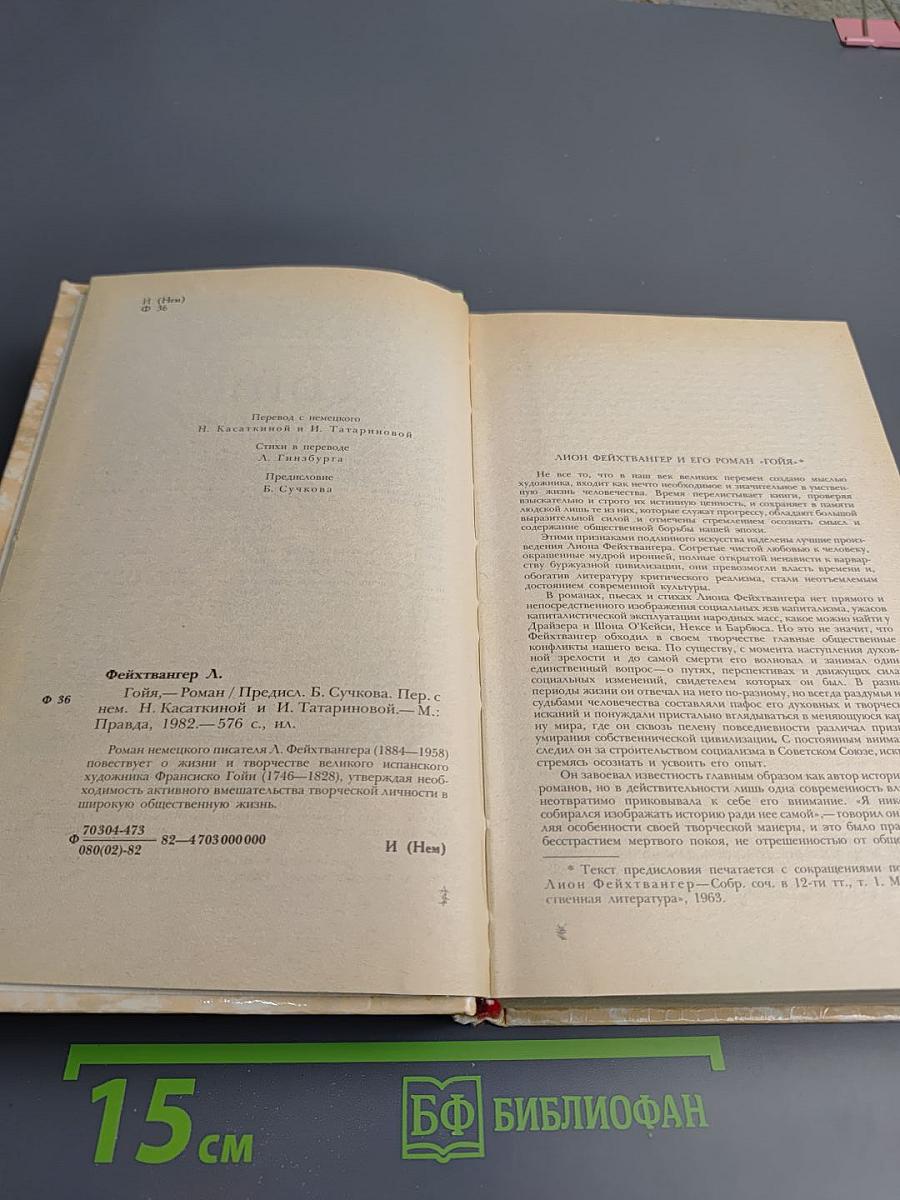 И (Нем)
Ф 36
Перевод с немецкого
Н. Касаткиной и И. Татариновой
Стихи в переводе
Л. Гинзбурга
Предисловие
Б. Сучкова
Фейхтвангер Л.
Ф 36
Гойя,— Роман / Предисл. Б. Сучкова. Пер. с
нем. Н. Касаткиной и И. Татариновой.— М.:
Правда, 1982.— 576 с., ил.
Роман немецкого писателя Л. Фейхтвангера (1884—1958)
повествует о жизни и творчестве великого испанского
художника Франсиско Гойи (1746—1828), утверждая необ-
ходимость активного вмешательства творческой личности в
широкую общественную жизнь.
Ф 70304-473 82—4703000000
080(02)-82
И (Нем)
ЛИОН ФЕЙХТВАНГЕР И ЕГО РОМАН «ГОЙЯ»*
Не все то, что в наш век великих перемен создано мыслью
художника, входит как нечто необходимое и значительное в умствен-
ную жизнь человечества. Время перелистывает книги, проверяя
взыскательно и строго их истинную ценность, и сохраняет в памяти
людской лишь те из них, которые служат прогрессу, обладают большой
выразительной силой и отмечены стремлением осознать смысл и
содержание общественной борьбы нашей эпохи.
Этими признаками подлинного искусства наделены лучшие произ-
ведения Лиона Фейхтвангера. Согретые чистой любовью к человеку,
окрашенные мудрой иронией, полные открытой ненависти к варвар-
ству буржуазной цивилизации, они превозмогли власть времени и,
обогатив литературу критического реализма, стали неотъемлемым
достоянием современной культуры.
В романах, пьесах и стихах Лиона Фейхтвангера нет прямого и
непосредственного изображения социальных язв капитализма, ужасов
капиталистической эксплуатации народных масс, какое можно найти у
Драйзера и Шона О'Кейси, Нексе и Барбюса. Но это не значит, что
Фейхтвангер обходил в своем творчестве главные общественные
конфликты нашего века. По существу, с момента наступления духов-
ной зрелости и до самой смерти его волновал и занимал один
единственный вопрос— о путях, перспективах и движущих сила
социальных изменений, свидетелем которых он был. В разны
периоды жизни он отвечал на него по-разному, но всегда раздумья н
судьбами человечества составляли пафос его духовных и творческ
исканий и понуждали пристально вглядываться в меняющуюся кар
ну мира, где он сквозь пелену повседневности различал призн
умирания собственнической цивилизации. С постоянным внима
следил он за строительством социализма в Советском Союзе, иск
стремясь осознать и усвоить его опыт.
Он завоевал известность главным образом как автор истори
романов, но в действительности лишь одна современность вл
неотвратимо приковывала к себе его внимание. «Я ник
собирался изображать историю ради нее самой»,— говорил он
ляя особенности своей творческой манеры, и это было пра
бесстрастием мертвого покоя, не отрешенностью от общ
* Текст предисловия печатается с сокращениями по
Лион Фейхтвангер—Собр. соч. в 12-ти тт., т. 1. М
ственная литература», 1963.
15 см
БФ БИБЛИОФАН